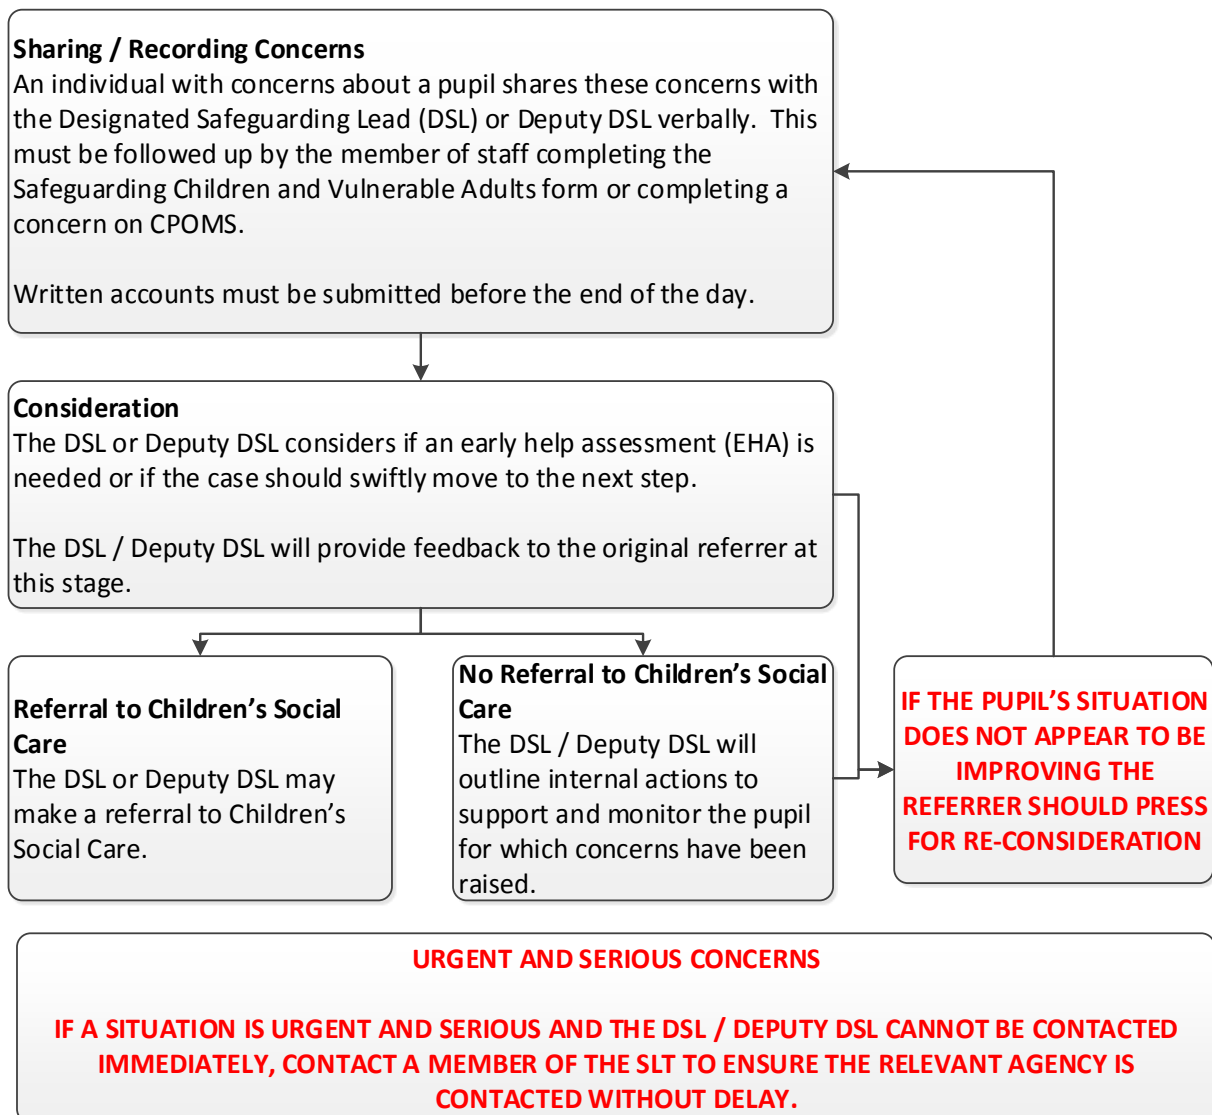 Sharing / Recording Concerns
An individual with concerns about a pupil shares these concerns with
the Designated Safeguarding Lead (DSL) or Deputy DSL verbally.  This
must be followed up by the member of staff completing the
Safeguarding Children and Vulnerable Adults form or completing a
concern on CPOMS.
Written accounts must be submitted before the end of the day.
Consideration
The DSL or Deputy DSL considers if an early help assessment (EHA) is
needed or if the case should swiftly move to the next step.
The DSL / Deputy DSL will provide feedback to the original referrer at
this stage.
Referral to Children’s Social
Care
The DSL or Deputy DSL may
make a referral to Children’s
Social Care.
No Referral to Children’s Social
Care
The DSL / Deputy DSL will
outline internal actions to
support and monitor the pupil
for which concerns have been
raised.
IF THE PUPIL’S SITUATION
DOES NOT APPEAR TO BE
IMPROVING THE
REFERRER SHOULD PRESS
FOR RE-CONSIDERATION
URGENT AND SERIOUS CONCERNS
IF A SITUATION IS URGENT AND SERIOUS AND THE DSL / DEPUTY DSL CANNOT BE CONTACTED
IMMEDIATELY, CONTACT A MEMBER OF THE SLT TO ENSURE THE RELEVANT AGENCY IS
CONTACTED WITHOUT DELAY.